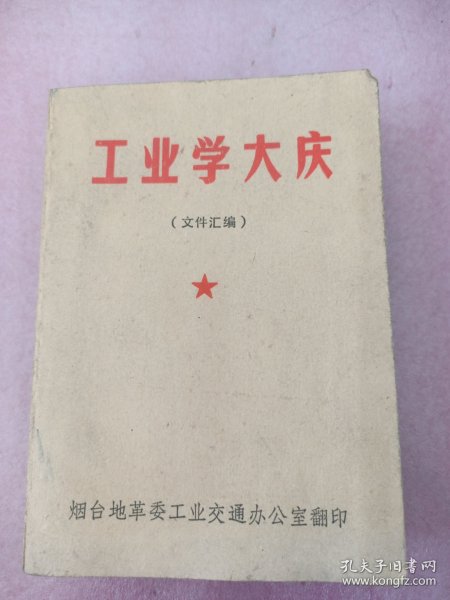 工业学大庆
（文件汇编）
烟台地革委工业交通办公室翻印
孔夫子旧书网
www.kongfz.com